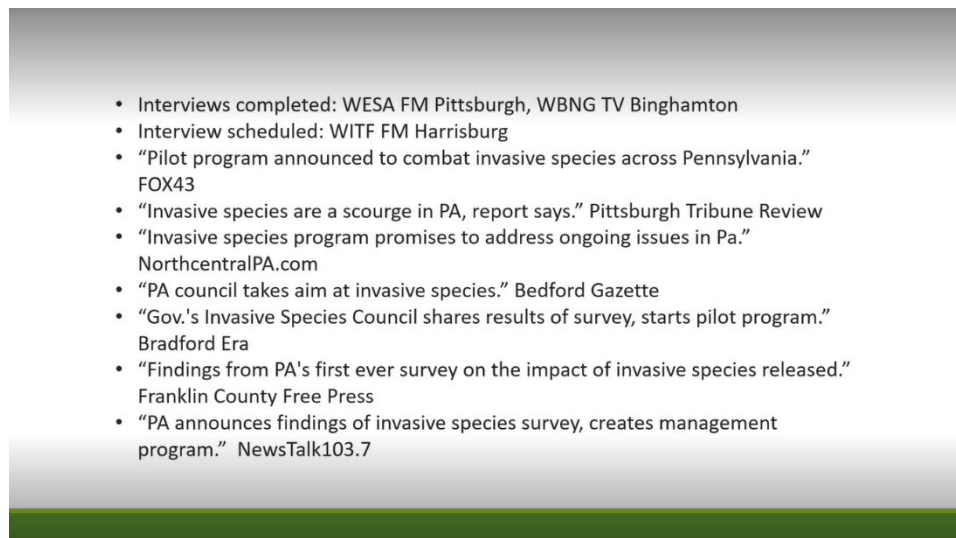 • Interviews completed: WESA FM Pittsburgh, WBNG TV Binghamton
• Interview scheduled: WITF FM Harrisburg
• “Pilot program announced to combat invasive species across Pennsylvania.”
FOX43
• “Invasive species are a scourge in PA, report says.” Pittsburgh Tribune Review
• “Invasive species program promises to address ongoing issues in Pa.”
NorthcentralPA.com
• “PA council takes aim at invasive species.” Bedford Gazette
• “Gov.'s Invasive Species Council shares results of survey, starts pilot program.”
Bradford Era
• “Findings from PA's first ever survey on the impact of invasive species released.”
Franklin County Free Press
• “PA announces findings of invasive species survey, creates management
program.”  NewsTalk103.7